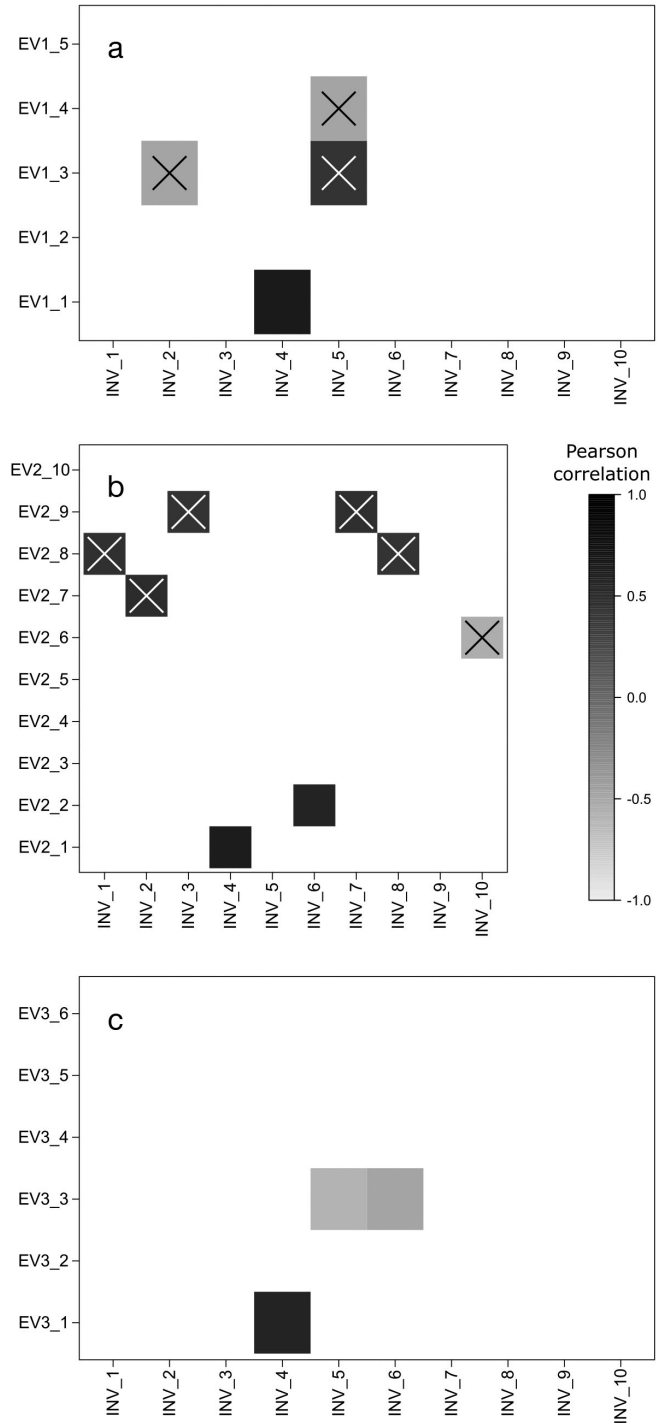 a
EV1_5
EV1_4
EV1_3
EV1_2
EV1_1
INV_1
INV_2
INV_3
INV_4
INV_5
INV_6
INV_7
INV_8
INV_9
INV_10
b
EV2_10
EV2_9
EV2_8
EV2_7
EV2_6
EV2_5
EV2_4
EV2_3
EV2_2
EV2_1
INV_1
INV_2
INV_3
INV_4
INV_5
INV_6
INV_7
INV_8
INV_9
INV_10
Pearson
correlation
1.0
0.5
0.0
-0.5
-1.0
c
EV3_6
EV3_5
EV3_4
EV3_3
EV3_2
EV3_1
INV_1
INV_2
INV_3
INV_4
INV_5
INV_6
INV_7
INV_8
INV_9
INV_10